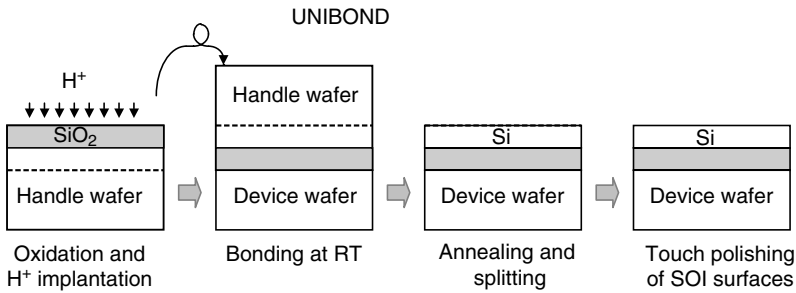 UNIBOND
H⁺
SiO₂
Handle wafer
Oxidation and
H⁺ implantation
Handle wafer
Device wafer
Bonding at RT
Si
Device wafer
Annealing and
splitting
Si
Device wafer
Touch polishing
of SOI surfaces